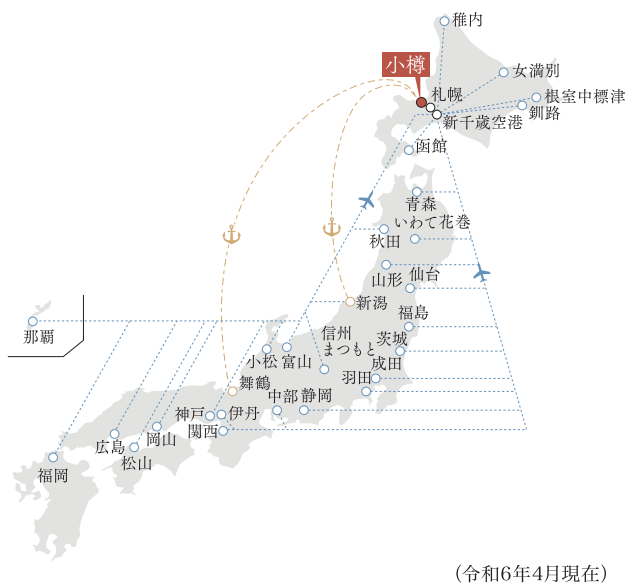 稚内
小樽
女満別
札幌
根室中標津
釧路
新千歳空港
函館
青森
いわて花巻
秋田
山形
仙台
新潟
福島
信州
まつもと
茨城
那覇
小松
富山
成田
羽田
舞鶴
中部
静岡
神戸
伊丹
関西
岡山
広島
松山
福岡
(令和6年4月現在)